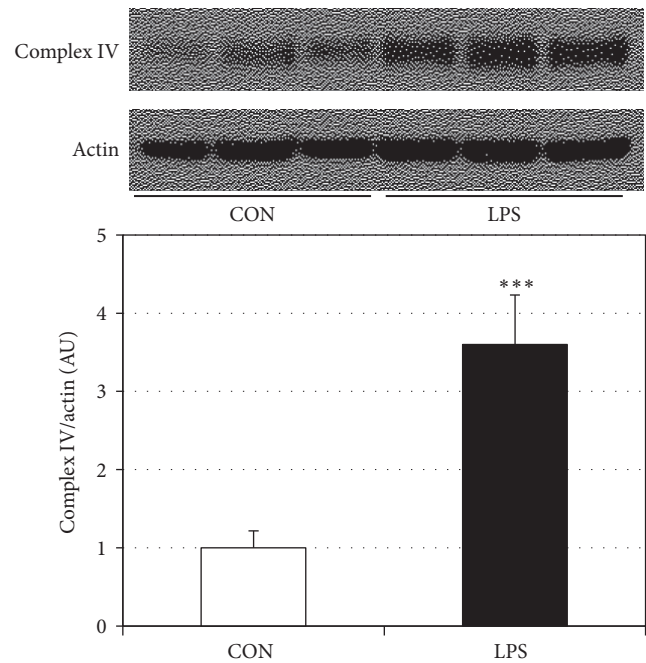 Complex IV
Actin
CON LPS
5
4
3
2
1
0
Complex IV/actin (AU)
***
CON LPS